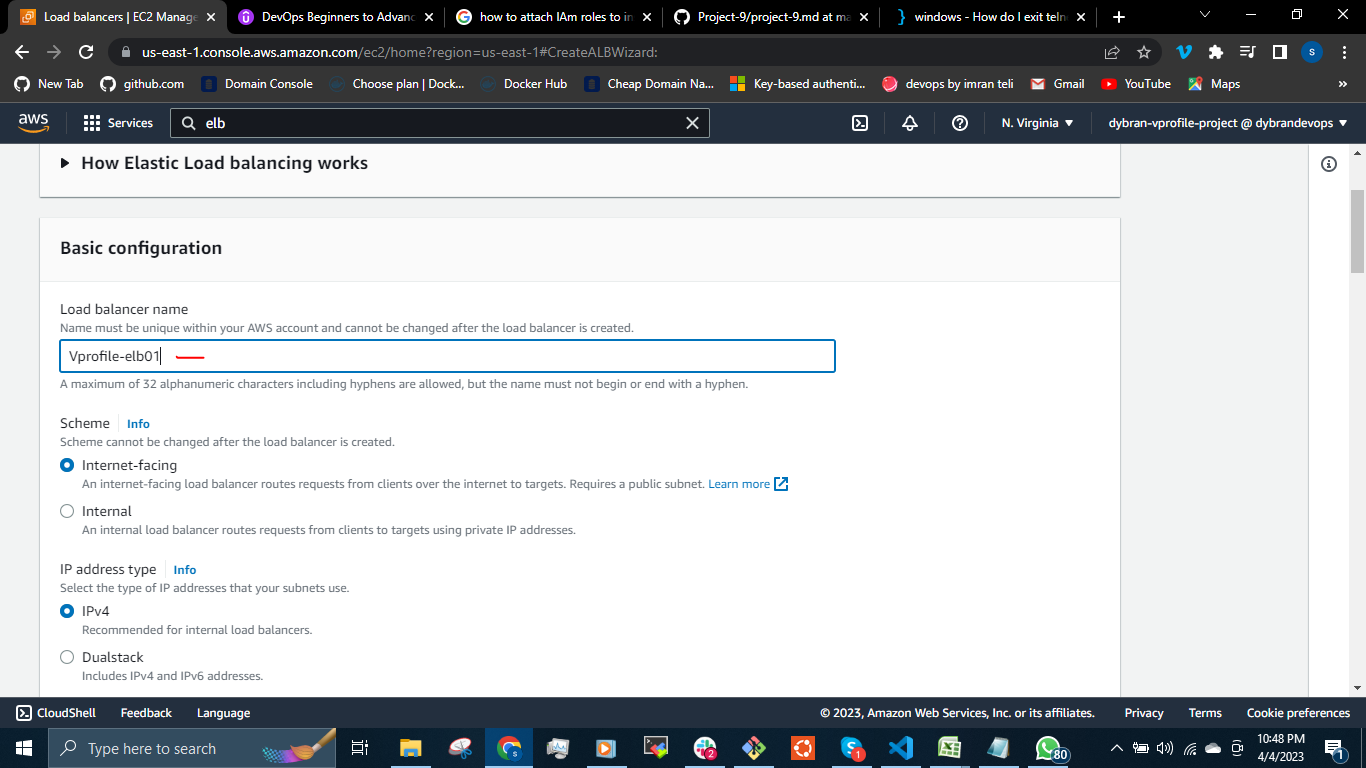 Load balancers | EC2 Manage
DevOps Beginners to Advanc
how to attach IAm roles to in
Project-9/project-9.md at ma
windows - How do I exit teln
us-east-1.console.aws.amazon.com/ec2/home?region=us-east-1#CreateALBWizard:
New Tab
github.com
Domain Console
Choose plan | Dock...
Docker Hub
Cheap Domain Na...
Key-based authenti...
devops by imran teli
Gmail
YouTube
Maps
aws
Services
elb
N. Virginia
dybran-vprofile-project @ dybrandevops
How Elastic Load balancing works
Basic configuration
Load balancer name
Name must be unique within your AWS account and cannot be changed after the load balancer is created.
Vprofile-elb01
A maximum of 32 alphanumeric characters including hyphens are allowed, but the name must not begin or end with a hyphen.
Scheme Info
Scheme cannot be changed after the load balancer is created.
Internet-facing
An internet-facing load balancer routes requests from clients over the internet to targets. Requires a public subnet. Learn more
Internal
An internal load balancer routes requests from clients to targets using private IP addresses.
IP address type Info
Select the type of IP addresses that your subnets use.
IPv4
Recommended for internal load balancers.
Dualstack
Includes IPv4 and IPv6 addresses.
CloudShell Feedback Language
© 2023, Amazon Web Services, Inc. or its affiliates. Privacy Terms Cookie preferences
Type here to search
2
1
80
10:48 PM
4/4/2023
1